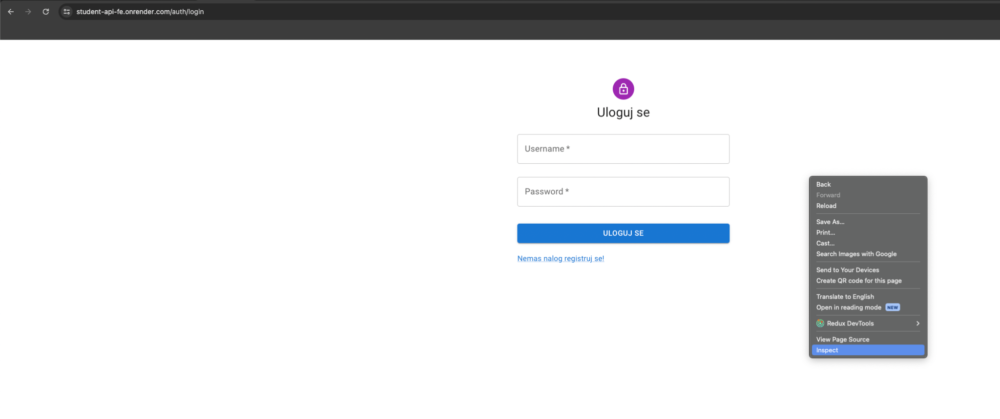 student-api-fe.onrender.com/auth/login
Uloguj se
Username *
Password *
ULOGUJ SE
Nemas nalog registruj se!
Back
Forward
Reload
Save As...
Print...
Cast...
Search Images with Google
Send to Your Devices
Create QR code for this page
Translate to English
Open in reading mode NEW
Redux DevTools
View Page Source
Inspect